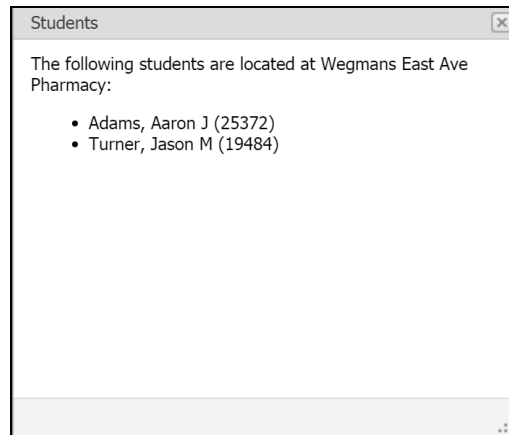 Students
The following students are located at Wegmans East Ave
Pharmacy:
• Adams, Aaron J (25372)
• Turner, Jason M (19484)